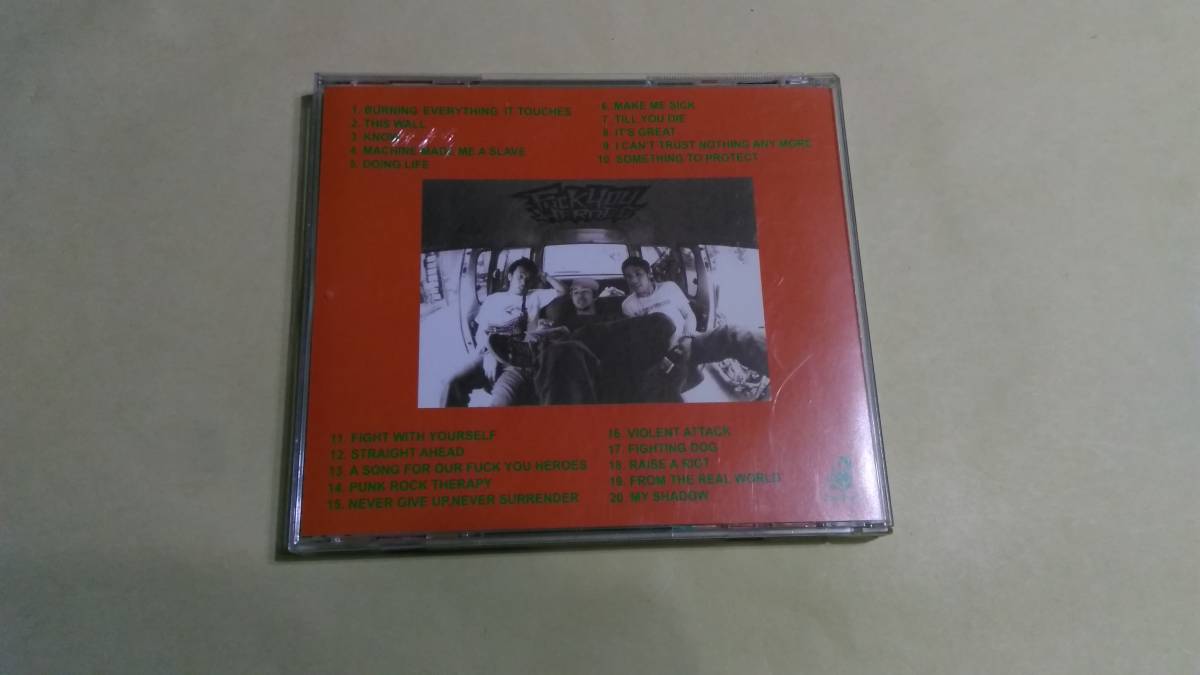 1. BURNING EVERYTHING IT TOUCHES
2. THIS WALL
3. KNOW
4. MACHINE MADE ME A SLAVE
5. DOING LIFE
6. MAKE ME SICK
7. TILL YOU DIE
8. IT'S GREAT
9. I CAN'T TRUST NOTHING ANY MORE
10. SOMETHING TO PROTECT
FUCK YOU
HEROES
11. FIGHT WITH YOURSELF
12. STRAIGHT AHEAD
13. A SONG FOR OUR FUCK YOU HEROES
14. PUNK ROCK THERAPY
15. NEVER GIVE UP.NEVER SURRENDER
16. VIOLENT ATTACK
17. FIGHTING DOG
18. RAISE A RIOT
19. FROM THE REAL WORLD
20. MY SHADOW